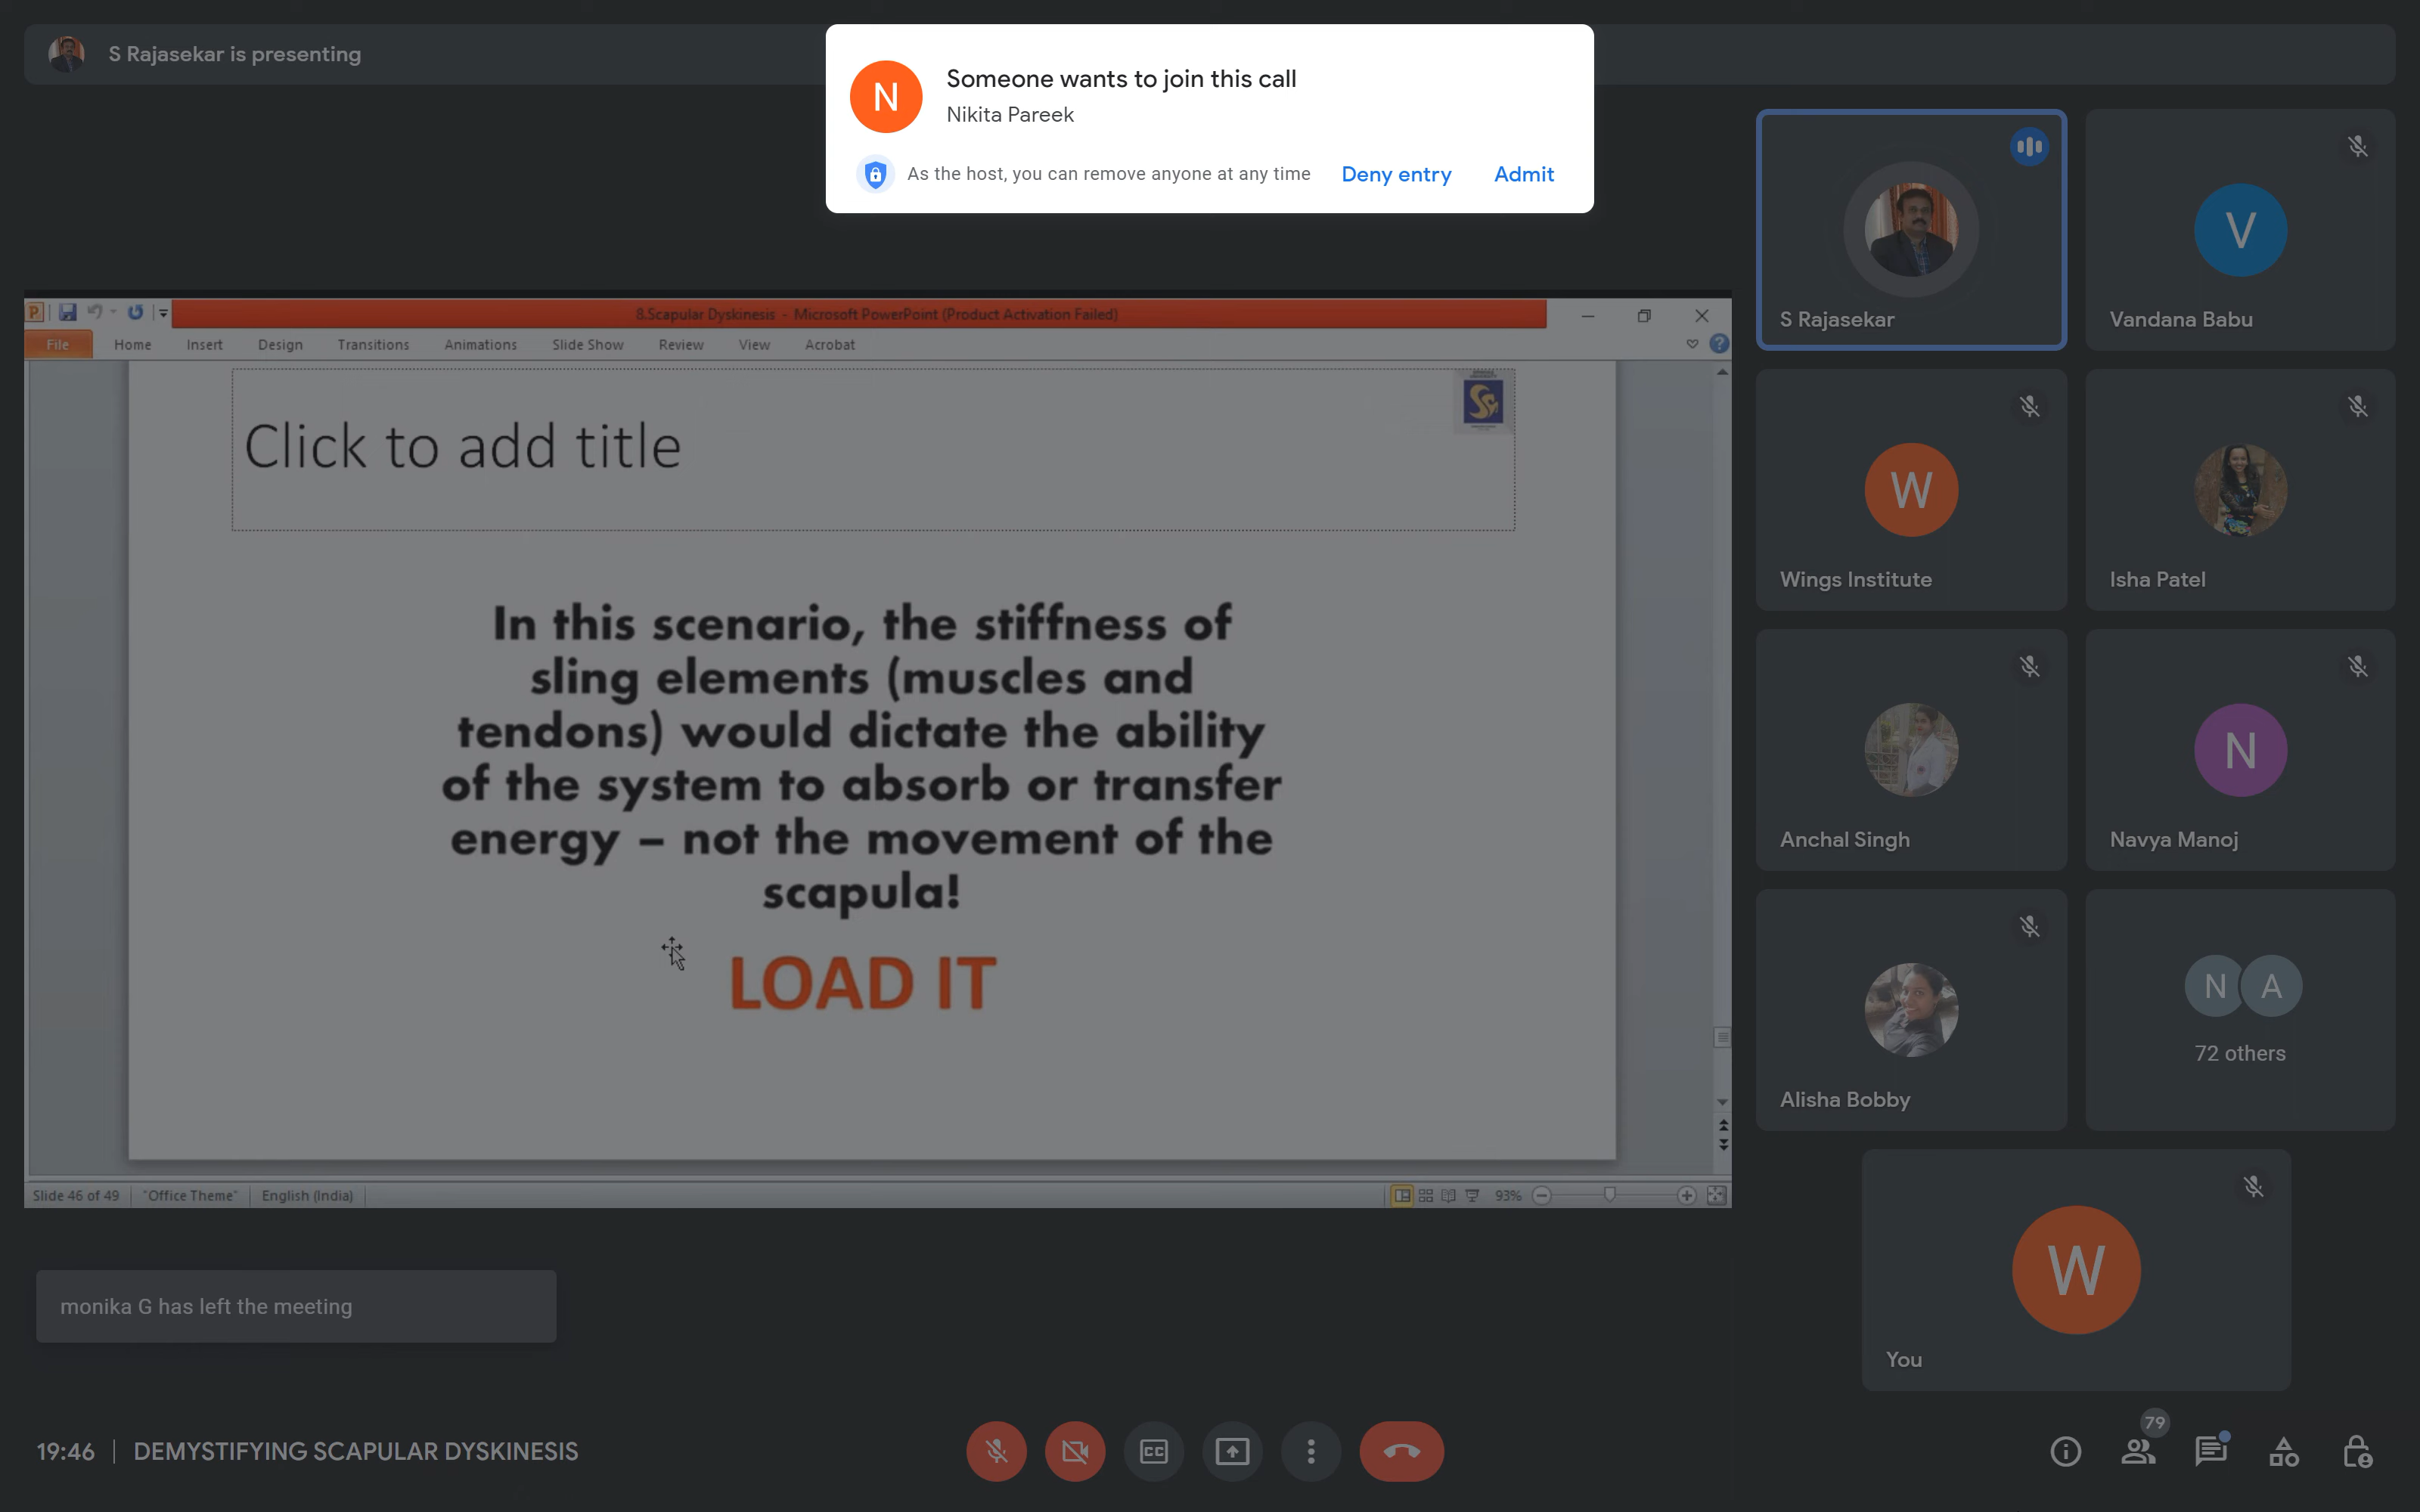 S Rajasekar is presenting
N
Someone wants to join this call
Nikita Pareek
As the host, you can remove anyone at any time
Deny entry
Admit
8.Scapular Dyskinesis - Microsoft PowerPoint (Product Activation Failed)
File Home Insert Design Transitions Animations Slide Show Review View Acrobat
Click to add title
In this scenario, the stiffness of
sling elements (muscles and
tendons) would dictate the ability
of the system to absorb or transfer
energy – not the movement of the
scapula!
LOAD IT
Slide 46 of 49 "Office Theme" English (India) 93%
S Rajasekar
V
Vandana Babu
W
Wings Institute
Isha Patel
Anchal Singh
N
Navya Manoj
Alisha Bobby
N A
72 others
W
You
monika G has left the meeting
19:46 | DEMYSTIFYING SCAPULAR DYSKINESIS
CC
79